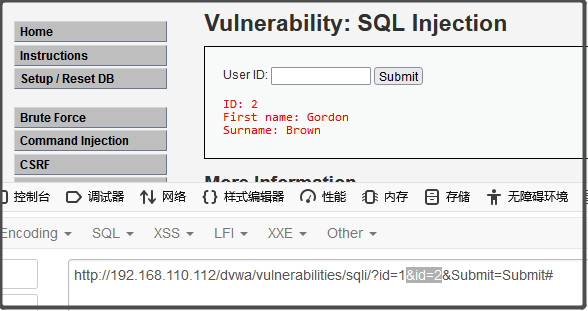 Vulnerability: SQL Injection
Home
Instructions
Setup / Reset DB
Brute Force
Command Injection
CSRF
User ID:
Submit
ID: 2
First name: Gordon
Surname: Brown
More Information
控制台 调试器 网络 样式编辑器 性能 内存 存储 无障碍环境
Encoding SQL XSS LFI XXE Other
http://192.168.110.112/dvwa/vulnerabilities/sqli/?id=1&id=2&Submit=Submit#